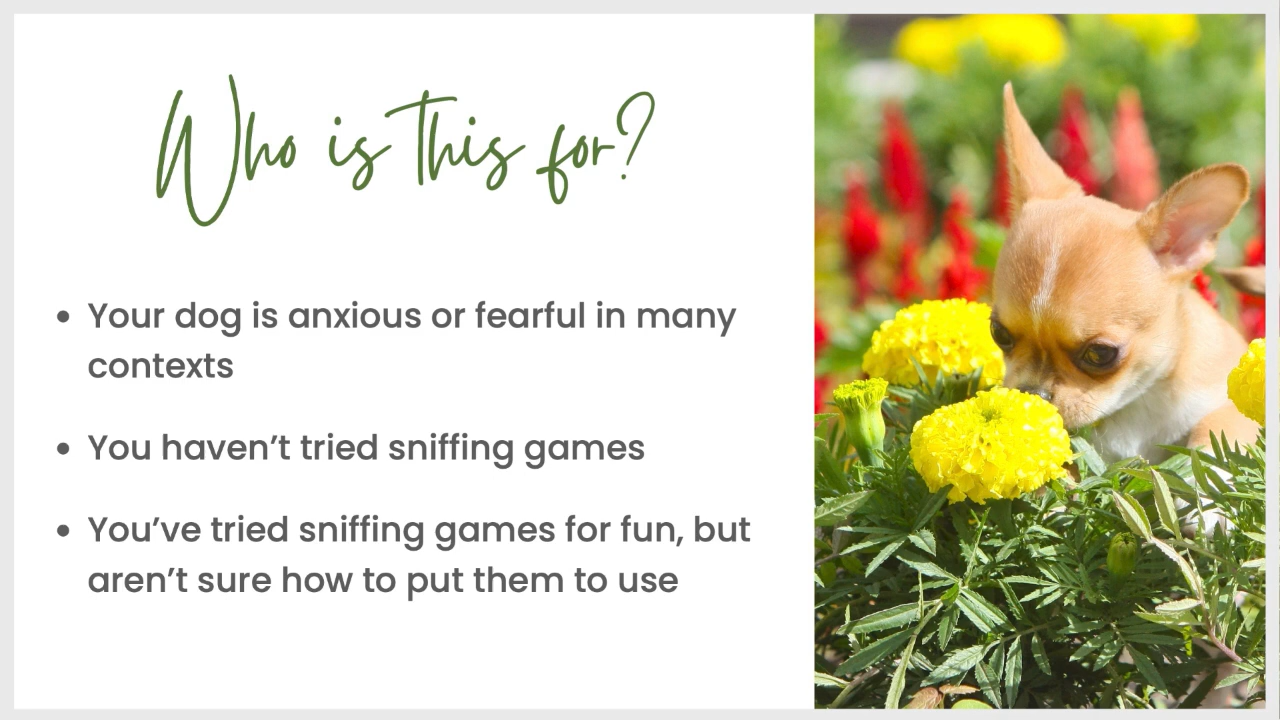 Who is this for?
• Your dog is anxious or fearful in many
contexts
• You haven’t tried sniffing games
• You’ve tried sniffing games for fun, but
aren’t sure how to put them to use